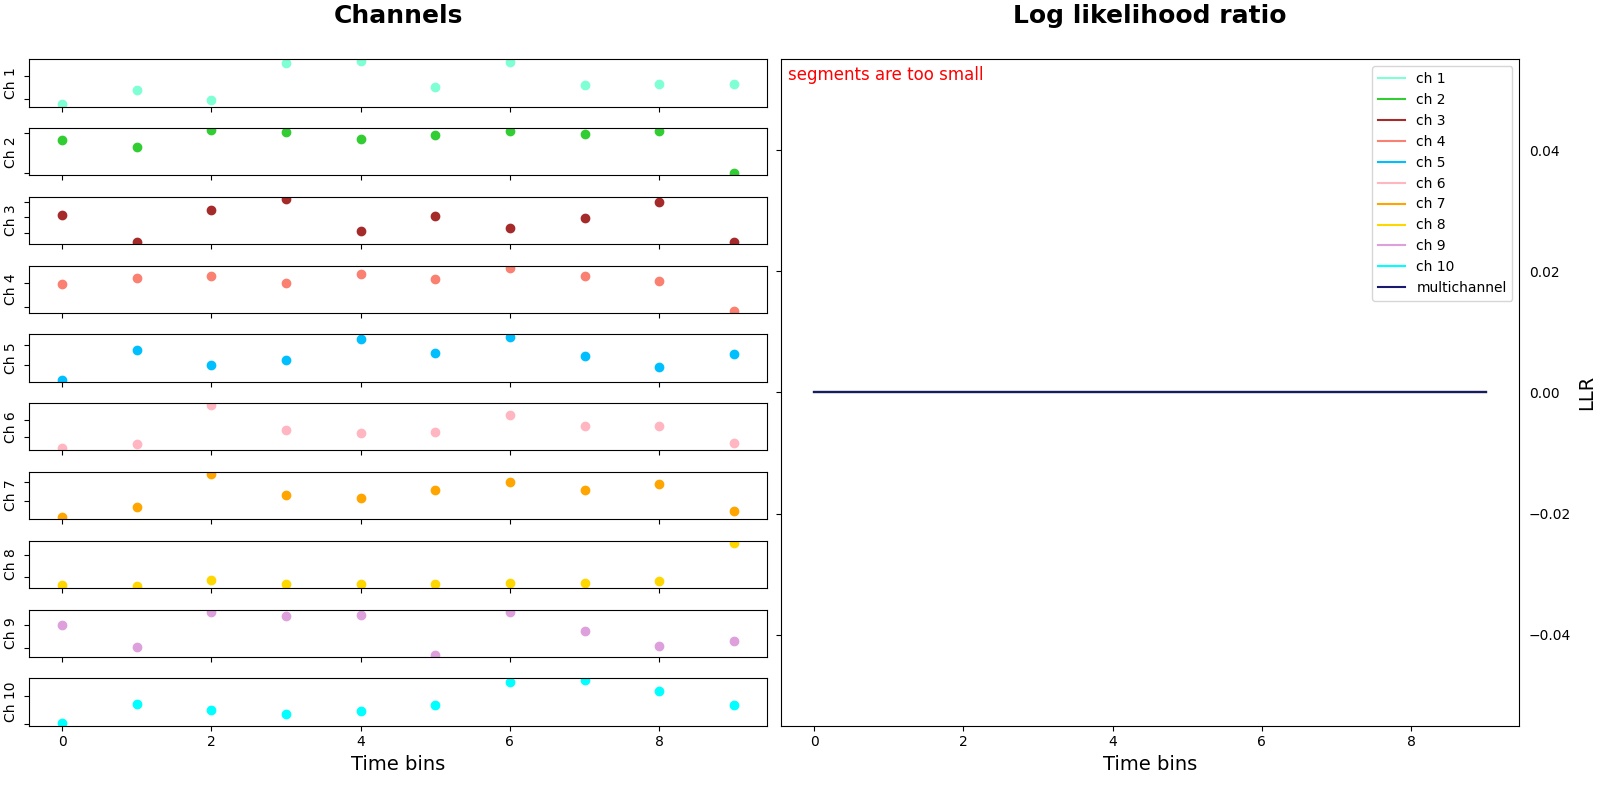 Channels
Log likelihood ratio
Ch 1
Ch 2
Ch 3
Ch 4
Ch 5
Ch 6
Ch 7
Ch 8
Ch 9
Ch 10
0 2 4 6 8
Time bins
segments are too small
ch 1
ch 2
ch 3
ch 4
ch 5
ch 6
ch 7
ch 8
ch 9
ch 10
multichannel
0.04
0.02
0.00
−0.02
−0.04
LLR
0 2 4 6 8
Time bins